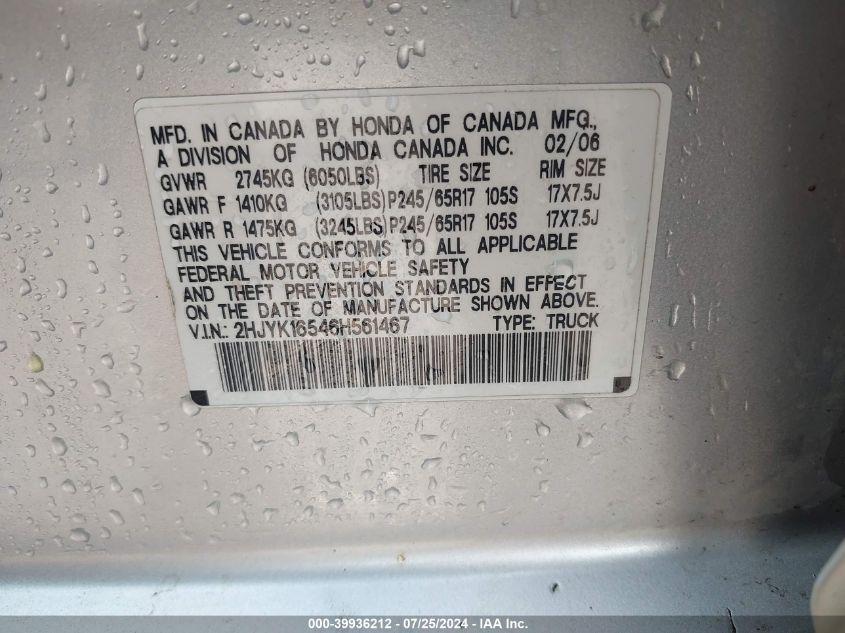 MFD. IN CANADA BY HONDA OF CANADA MFG.,
A DIVISION OF HONDA CANADA INC. 02/06
GVWR 2745KG (6050LBS) TIRE SIZE RIM SIZE
GAWR F 1410KG (3105LBS) P245/65R17 105S 17X7.5J
GAWR R 1475KG (3245LBS) P245/65R17 105S 17X7.5J
THIS VEHICLE CONFORMS TO ALL APPLICABLE
FEDERAL MOTOR VEHICLE SAFETY
AND THEFT PREVENTION STANDARDS IN EFFECT
ON THE DATE OF MANUFACTURE SHOWN ABOVE.
V.I.N.: 2HJYK16546H561467 TYPE: TRUCK
000-39936212 - 07/25/2024 - IAA Inc.